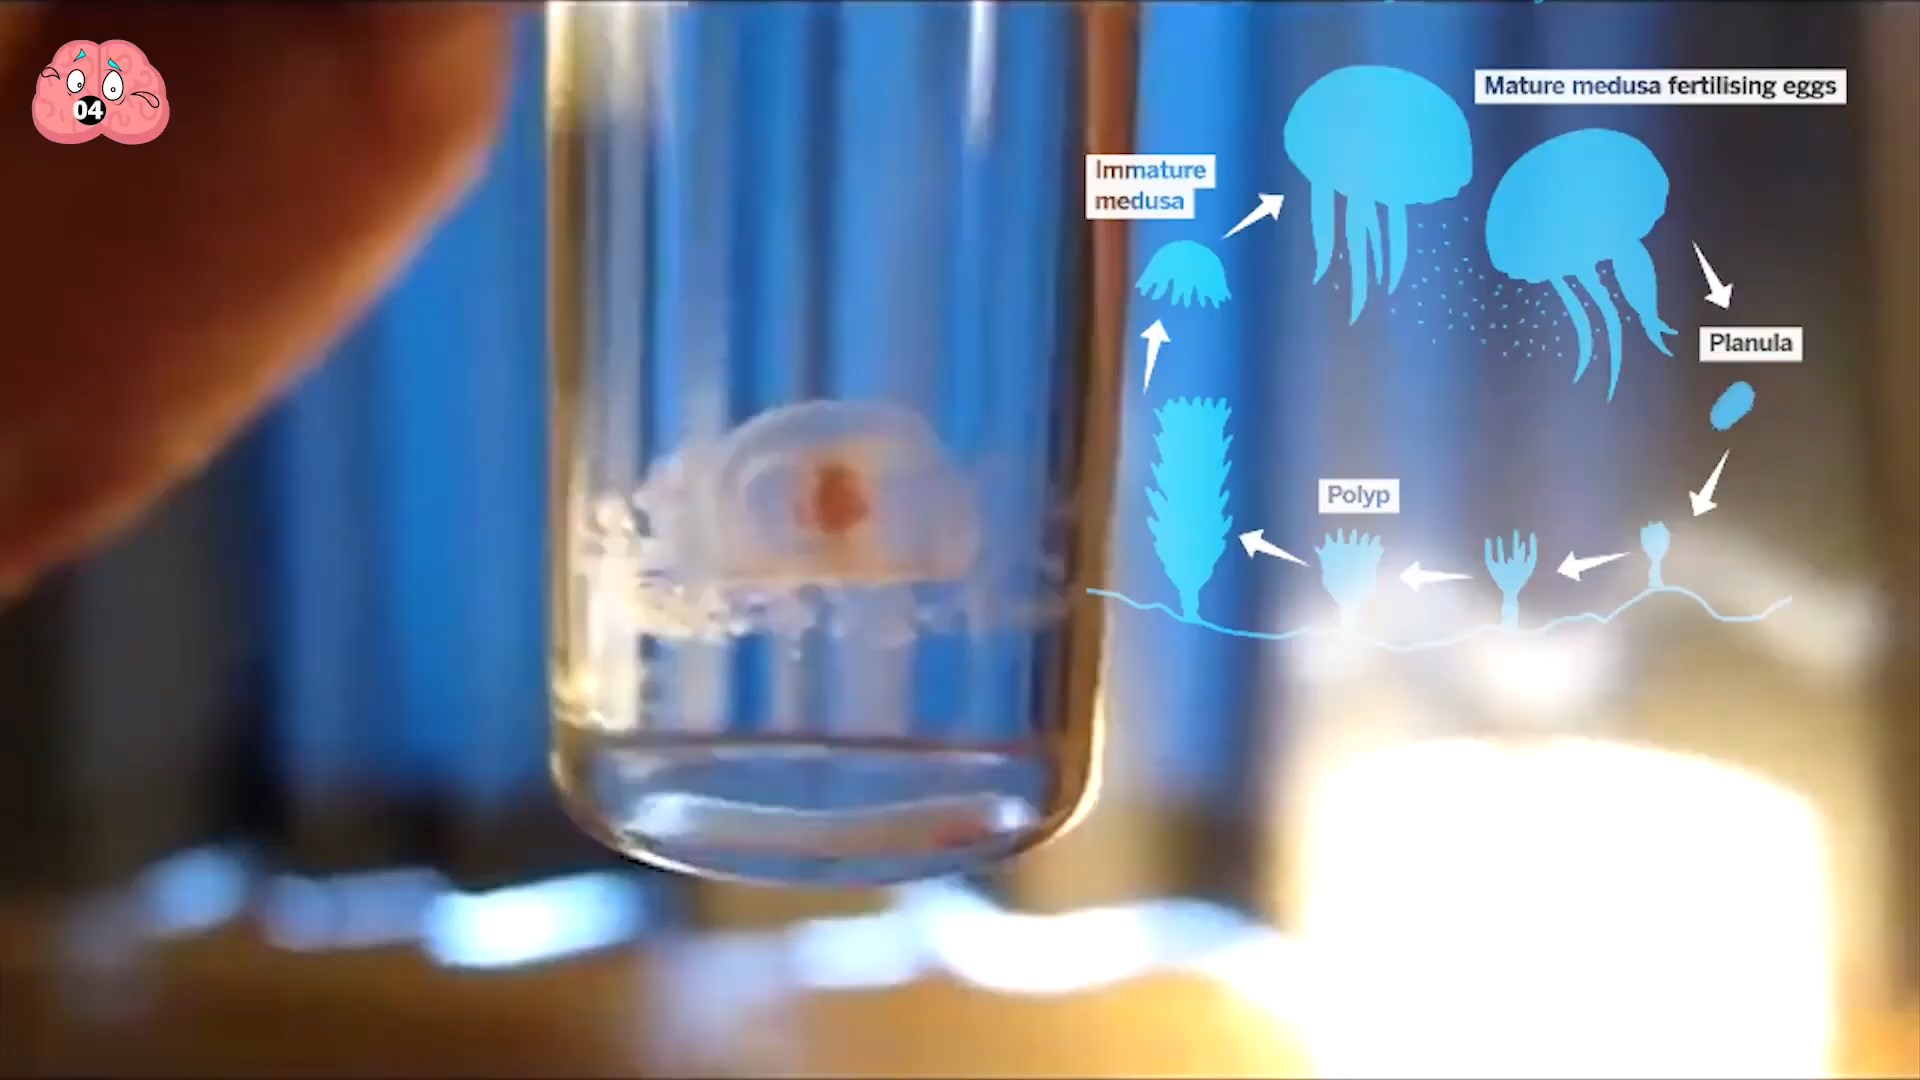 04
Mature medusa fertilising eggs
Immature
medusa
Planula
Polyp